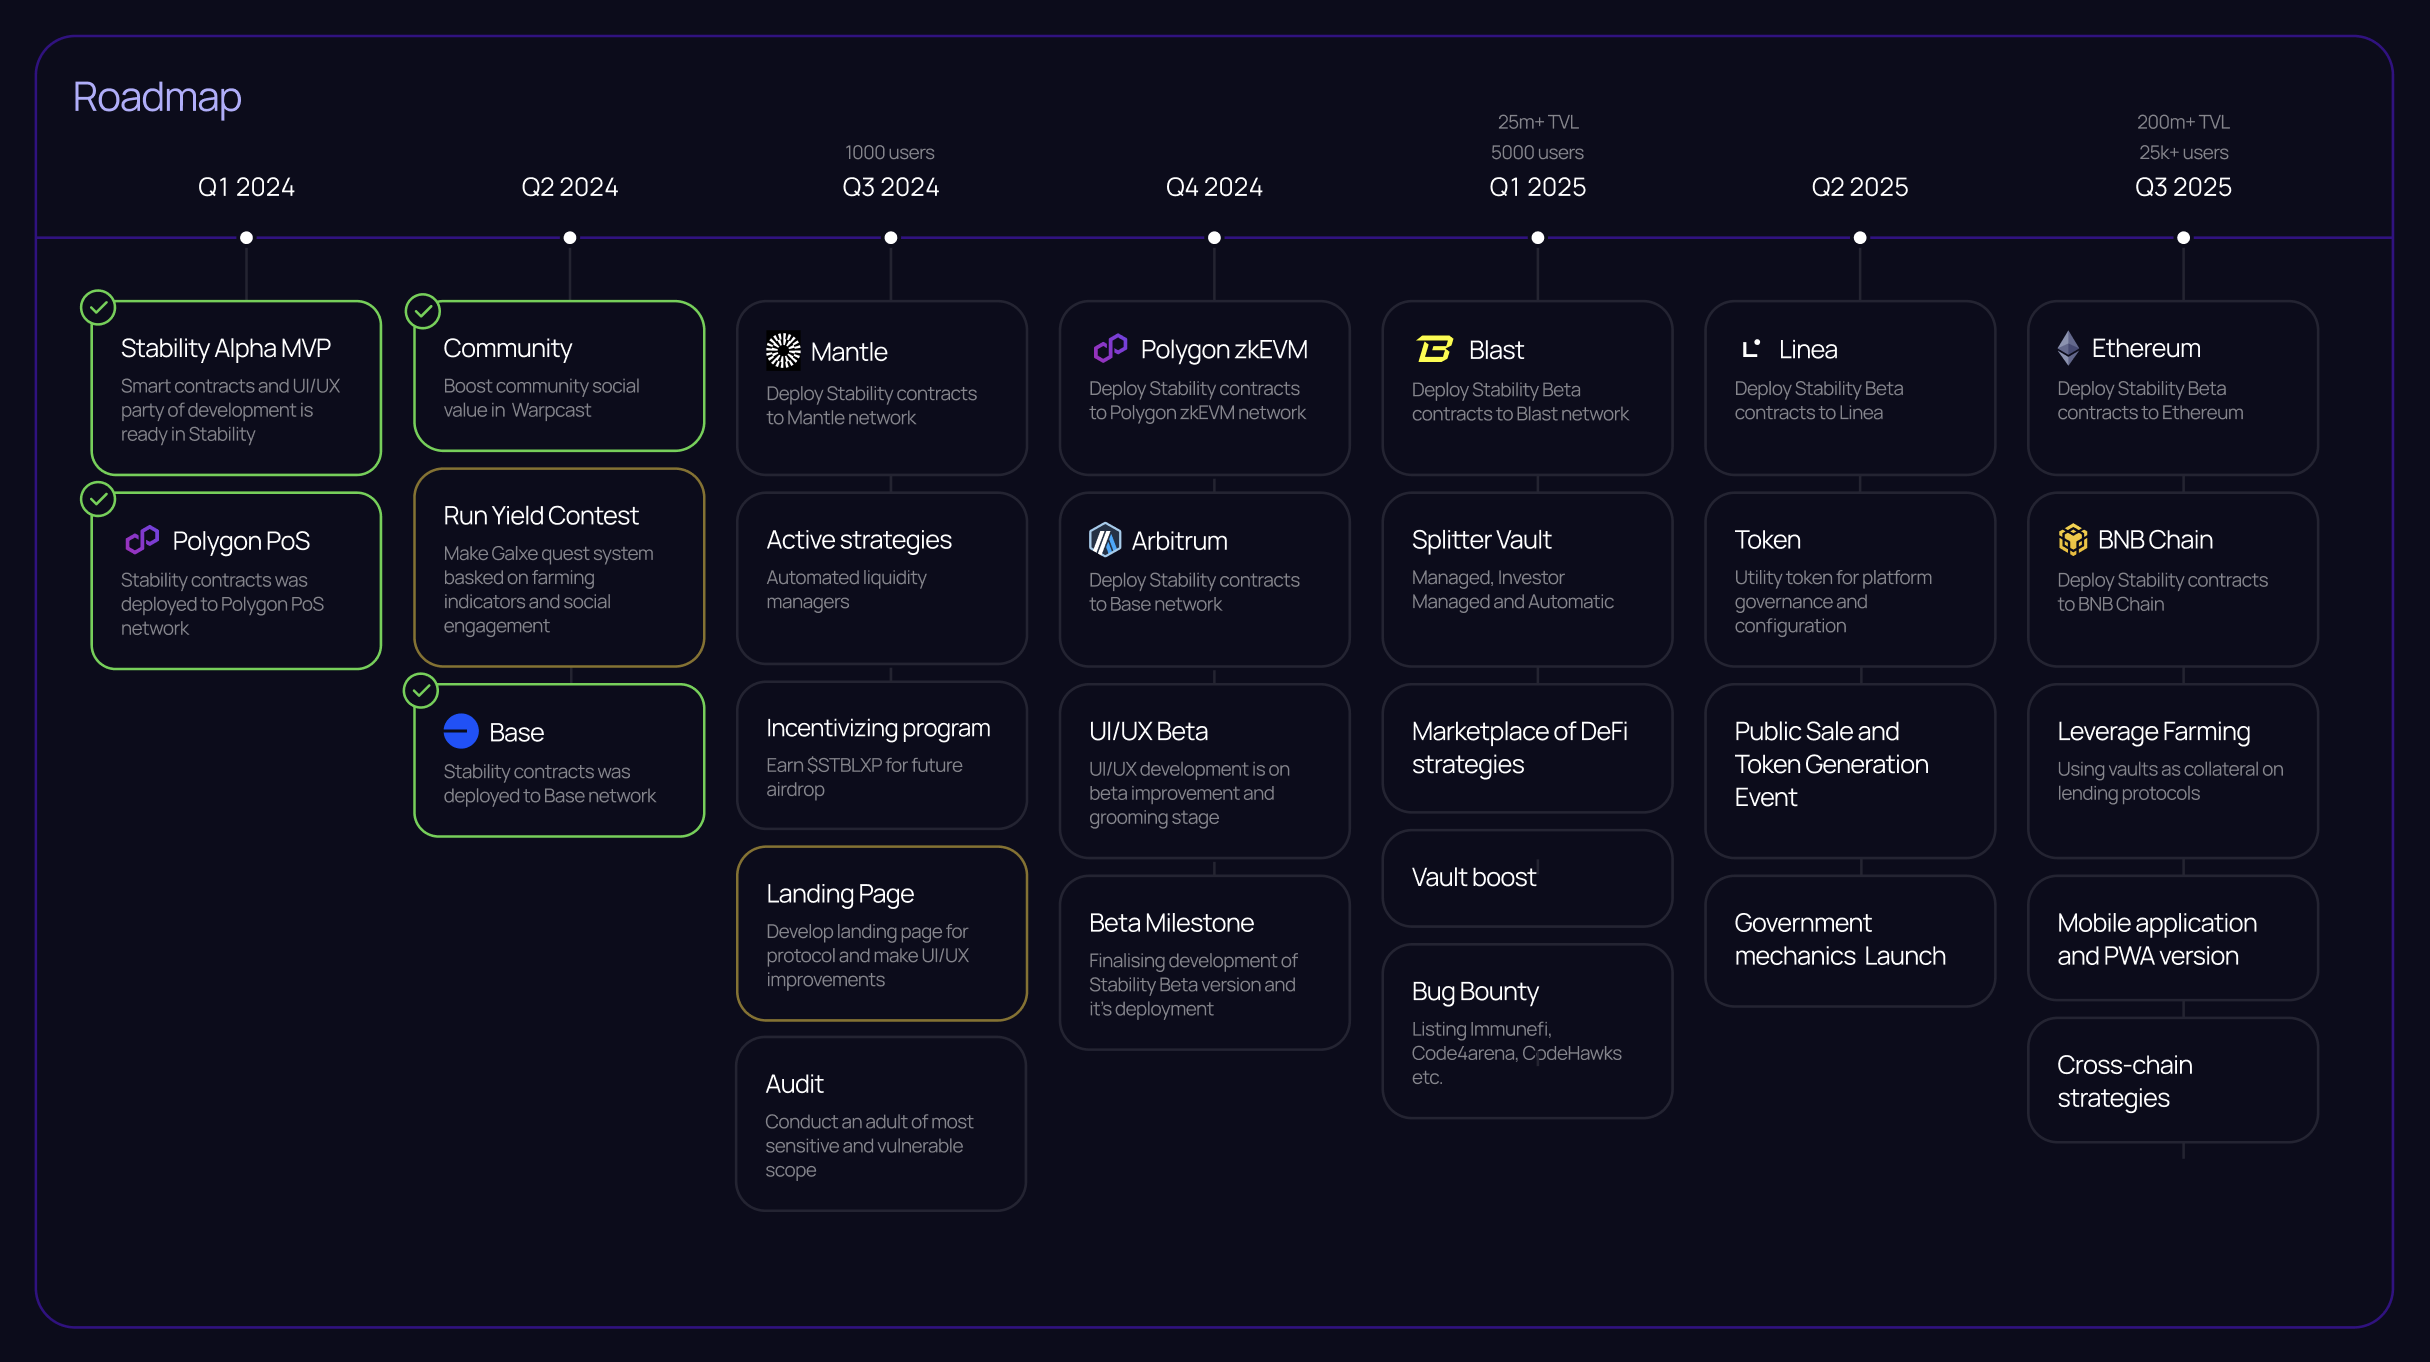 Roadmap
1000 users
25m+ TVL
5000 users
200m+ TVL
25k+ users
Q1 2024
Q2 2024
Q3 2024
Q4 2024
Q1 2025
Q2 2025
Q3 2025
Stability Alpha MVP
Smart contracts and UI/UX
party of development is
ready in Stability
Polygon PoS
Stability contracts was
deployed to Polygon PoS
network
Community
Boost community social
value in Warpcast
Run Yield Contest
Make Galxe quest system
basked on farming
indicators and social
engagement
Base
Stability contracts was
deployed to Base network
Mantle
Deploy Stability contracts
to Mantle network
Active strategies
Automated liquidity
managers
Incentivizing program
Earn $STBLXP for future
airdrop
Landing Page
Develop landing page for
protocol and make UI/UX
improvements
Audit
Conduct an adult of most
sensitive and vulnerable
scope
Polygon zkEVM
Deploy Stability contracts
to Polygon zkEVM network
Arbitrum
Deploy Stability contracts
to Base network
UI/UX Beta
UI/UX development is on
beta improvement and
grooming stage
Beta Milestone
Finalising development of
Stability Beta version and
it's deployment
Blast
Deploy Stability Beta
contracts to Blast network
Splitter Vault
Managed, Investor
Managed and Automatic
Marketplace of DeFi
strategies
Vault boost
Bug Bounty
Listing Immunefi,
Code4arena, CodeHawks
etc.
Linea
Deploy Stability Beta
contracts to Linea
Token
Utility token for platform
governance and
configuration
Public Sale and
Token Generation
Event
Government
mechanics Launch
Ethereum
Deploy Stability Beta
contracts to Ethereum
BNB Chain
Deploy Stability contracts
to BNB Chain
Leverage Farming
Using vaults as collateral on
lending protocols
Mobile application
and PWA version
Cross-chain
strategies